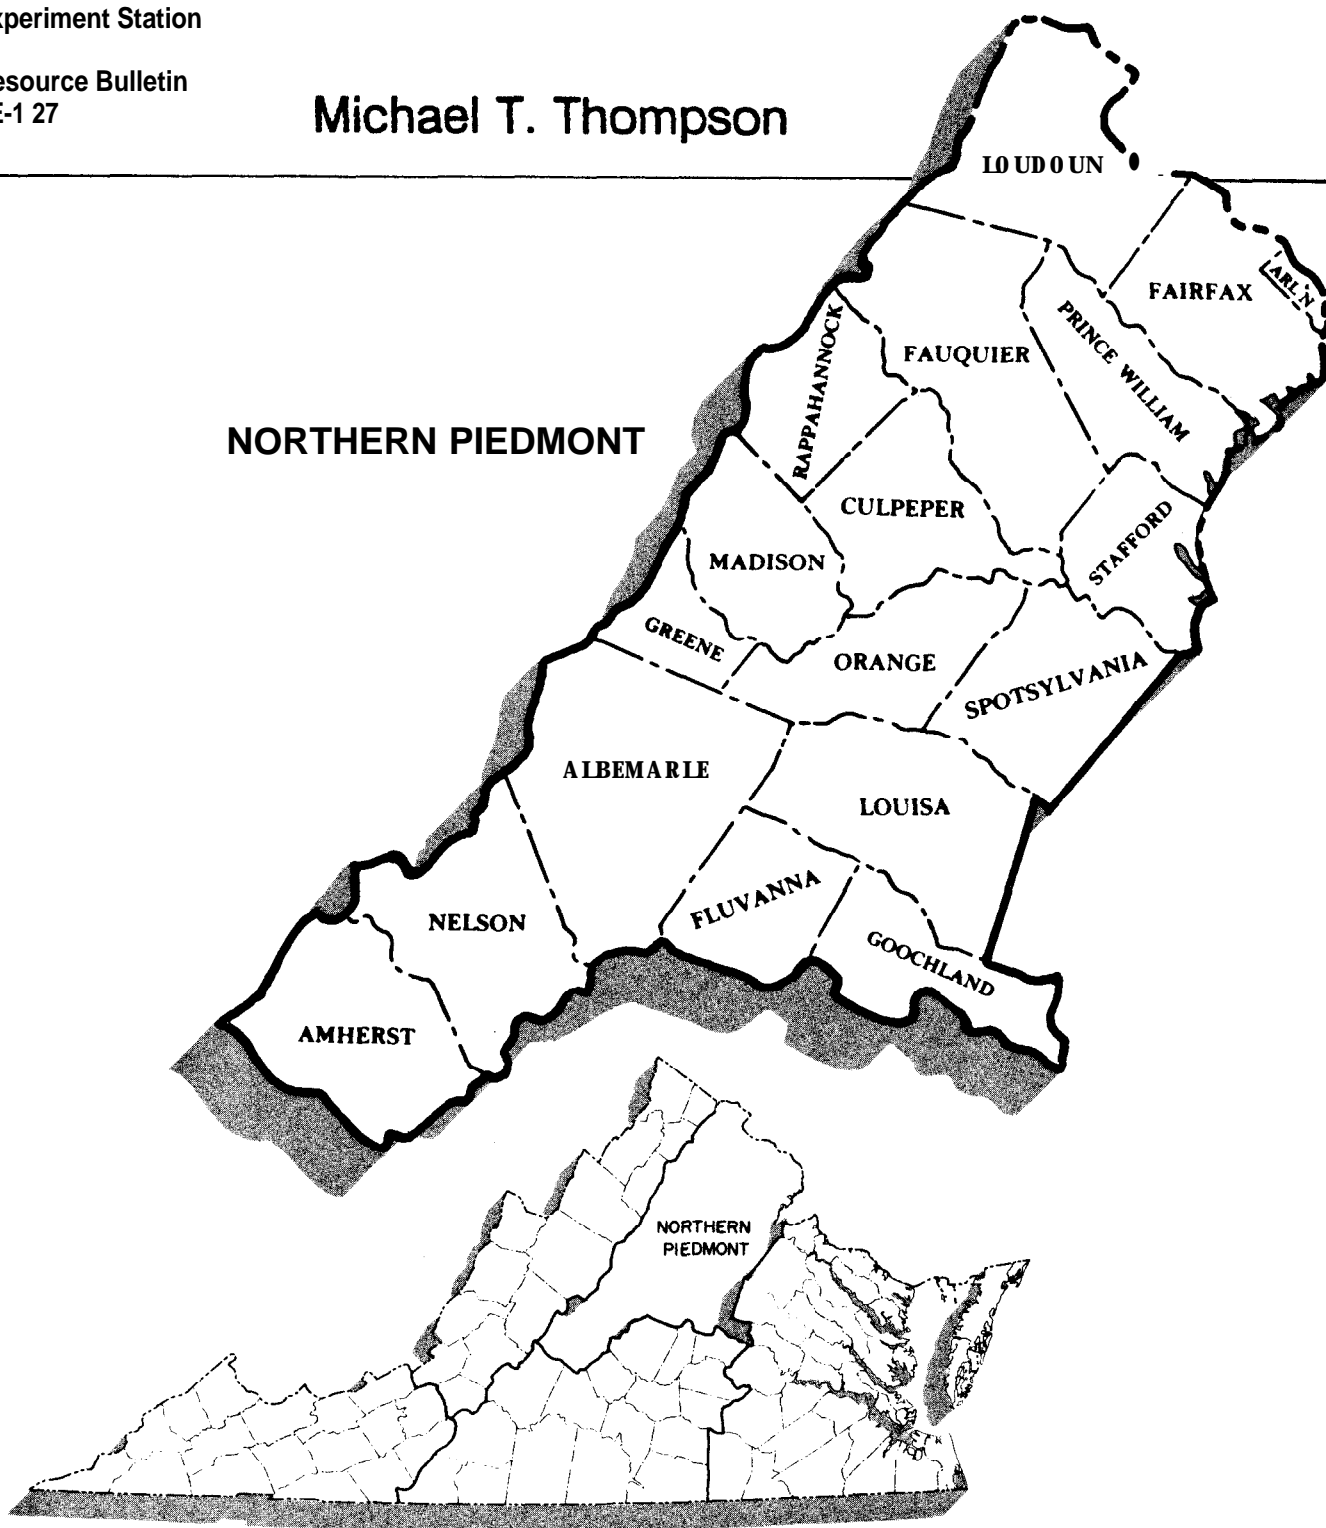 xperiment Station
esource Bulletin
E-1 27
Michael T. Thompson
LOUDOUN
FAIRFAX
ARL'N
PRINCE WILLIAM
FAUQUIER
RAPPAHANNOCK
NORTHERN PIEDMONT
CULPEPER
STAFFORD
MADISON
GREENE
ORANGE
SPOTSYLVANIA
ALBEMARLE
LOUISA
FLUVANNA
NELSON
GOOCHLAND
AMHERST
NORTHERN
PIEDMONT